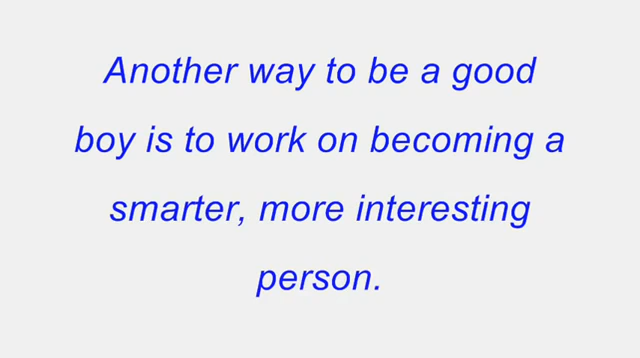 Another way to be a good
boy is to work on becoming a
smarter, more interesting
person.